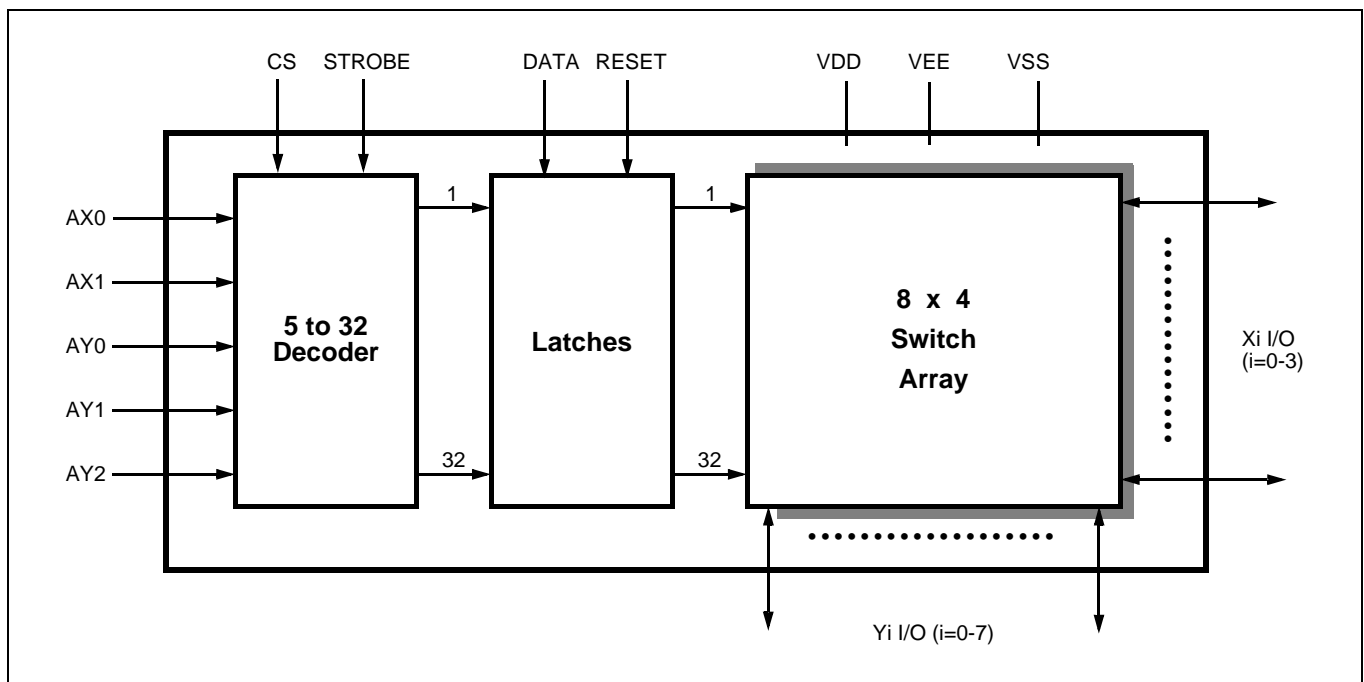 CS STROBE DATA RESET VDD VEE VSS
AX0
AX1
AY0
AY1
AY2
5 to 32
Decoder
1
32
Latches
1
32
8 x 4
Switch
Array
Xi I/O
(i=0-3)
Yi I/O (i=0-7)